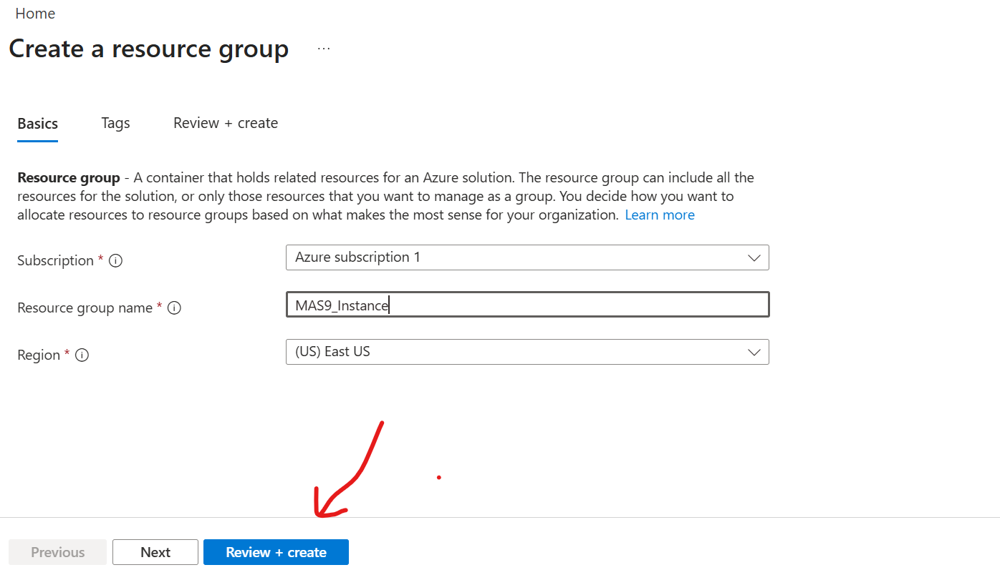 Home
Create a resource group ...
Basics Tags Review + create
Resource group - A container that holds related resources for an Azure solution. The resource group can include all the
resources for the solution, or only those resources that you want to manage as a group. You decide how you want to
allocate resources to resource groups based on what makes the most sense for your organization. Learn more
Subscription * Azure subscription 1
Resource group name * MAS9_Instance
Region * (US) East US
Previous Next Review + create